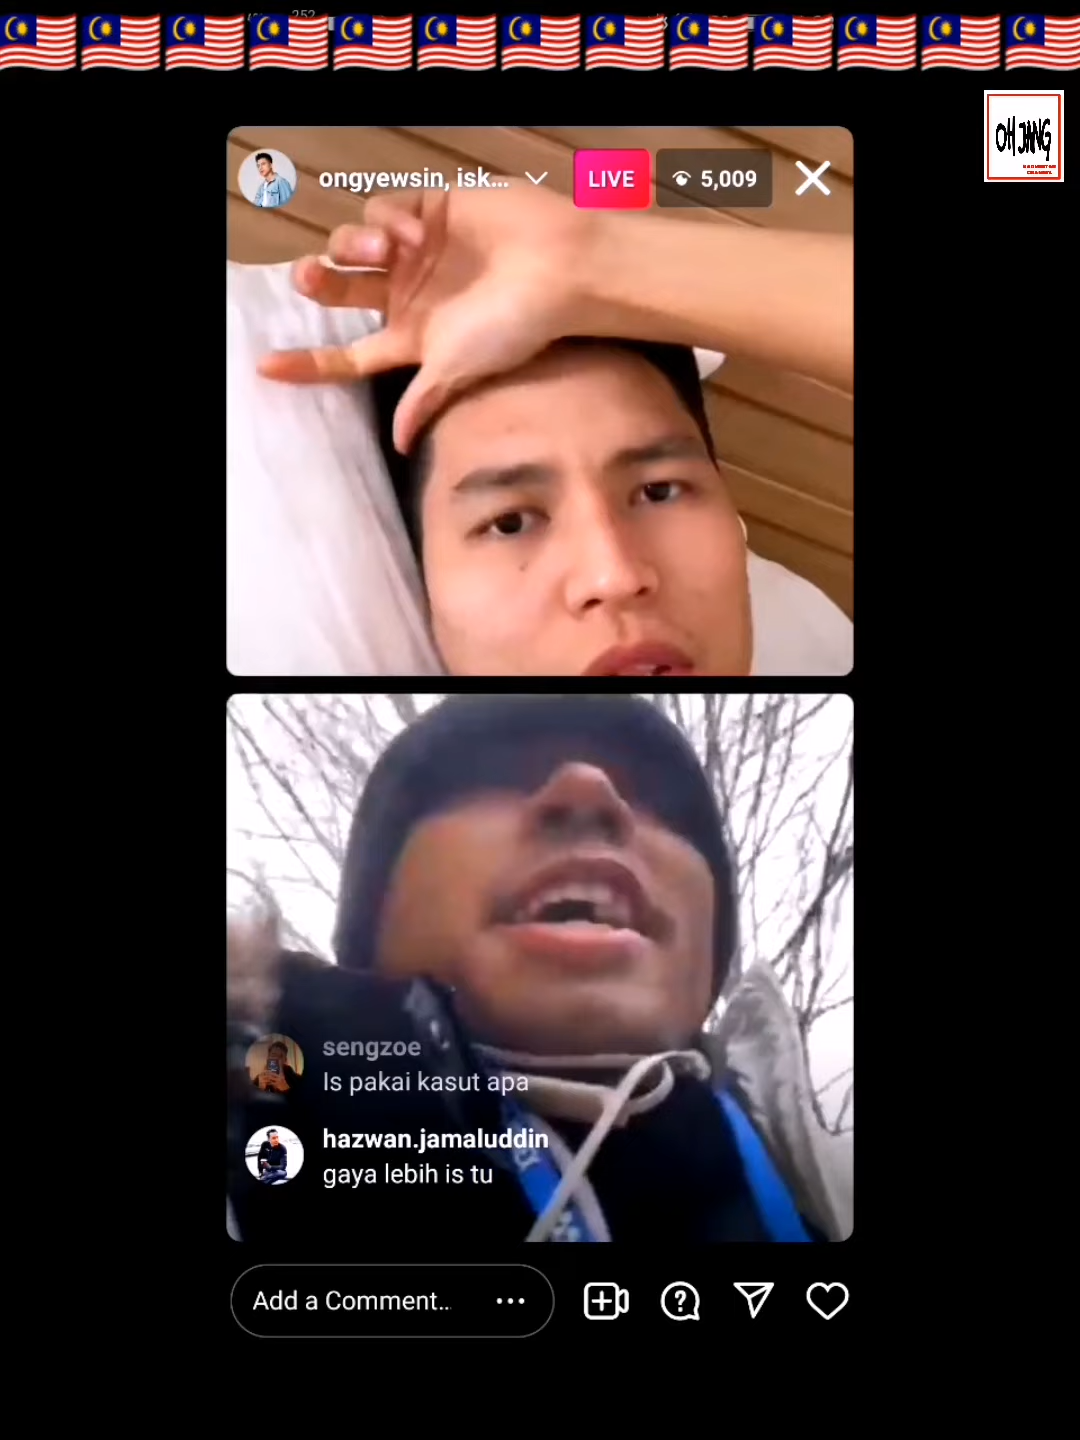 252
OH JANG
ongyewsin, isk...
LIVE
5,009
sengzoe
Is pakai kasut apa
hazwan.jamaluddin
gaya lebih is tu
Add a Comment...